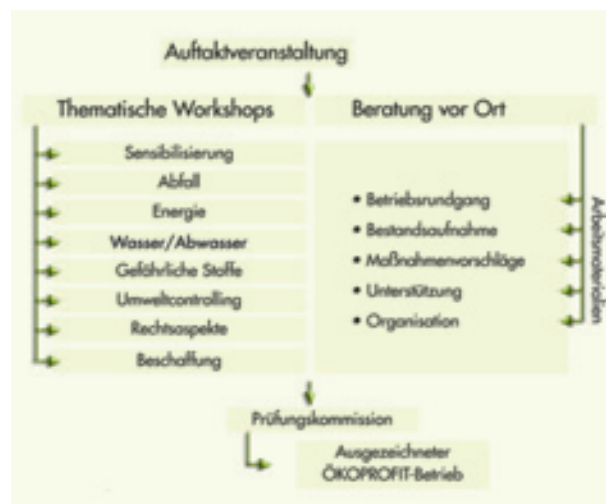 Auftaktveranstaltung
Thematische Workshops
Sensibilisierung
Abfall
Energie
Wasser/Abwasser
Gefährliche Stoffe
Umweltcontrolling
Rechtsaspekte
Beschaffung
Beratung vor Ort
• Betriebsrundgang
• Bestandsaufnahme
• Maßnahmenvorschläge
• Unterstützung
• Organisation
Arbeitsmaterialien
Prüfungskommission
Ausgezeichneter
ÖKOPROFIT-Betrieb